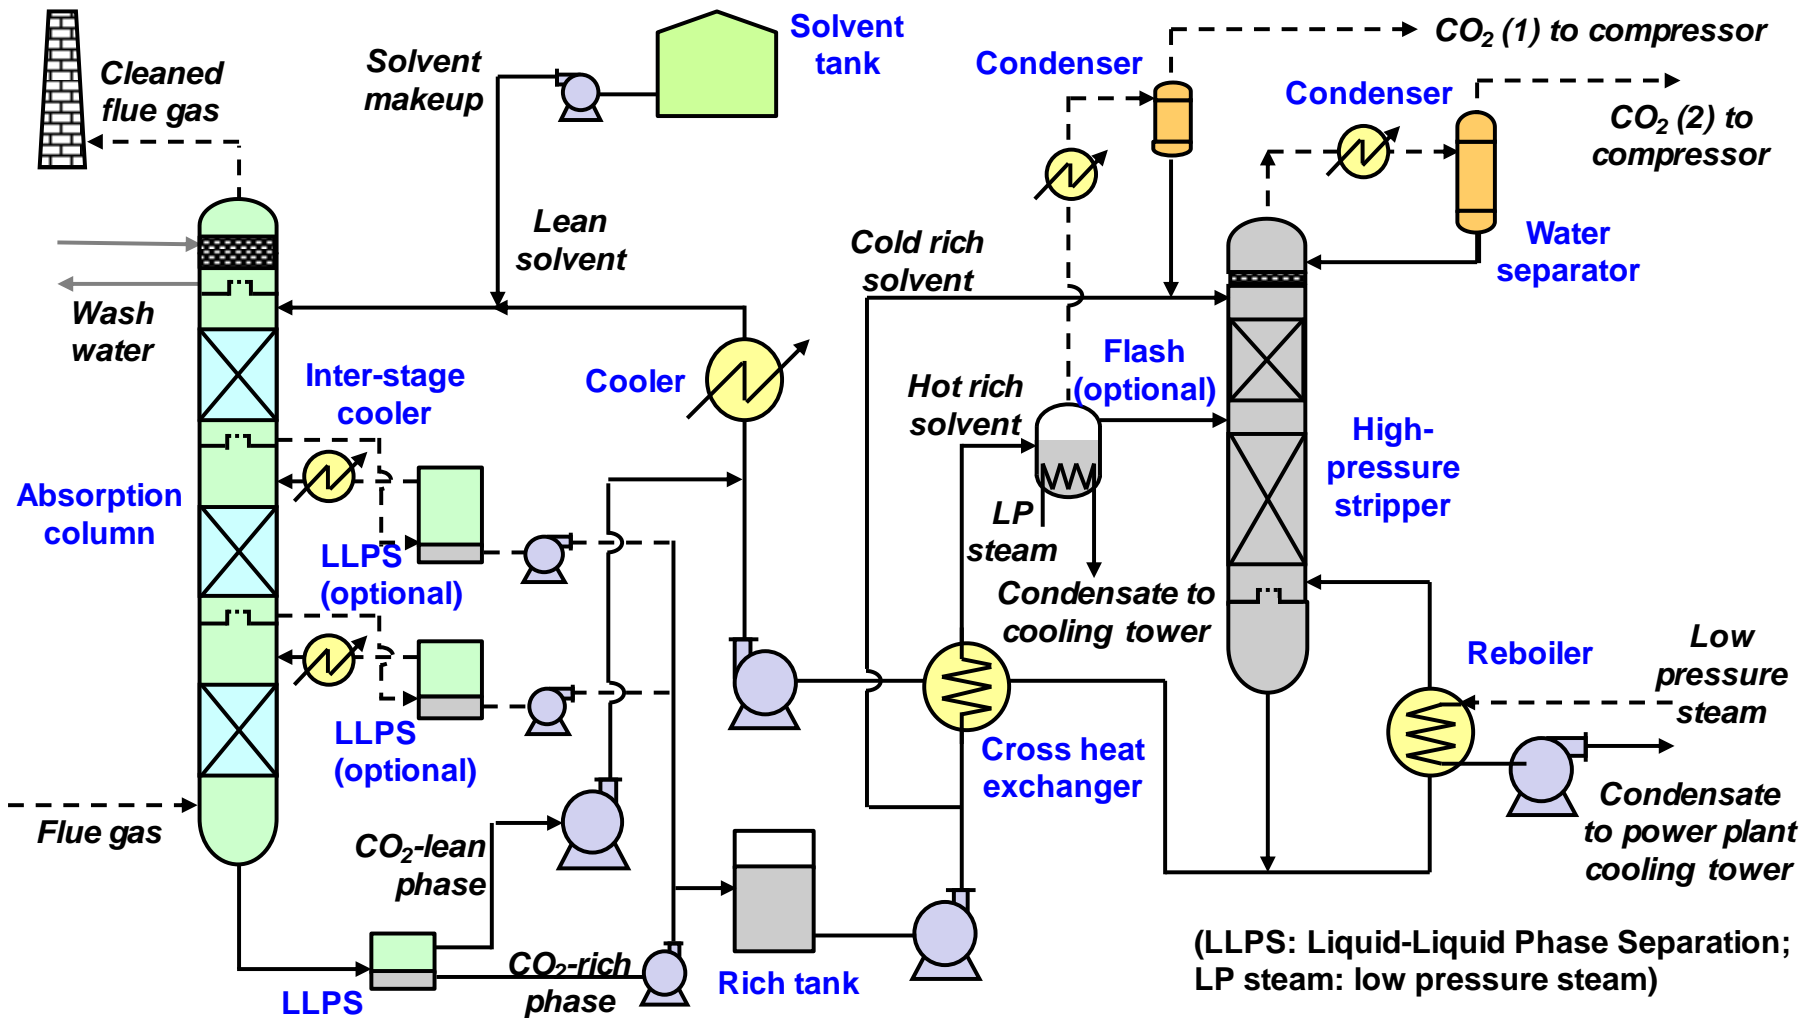 Cleaned
flue gas
Solvent
makeup
Solvent
tank
Condenser
CO₂ (1) to compressor
Condenser
CO₂ (2) to
compressor
Lean
solvent
Cold rich
solvent
Water
separator
Wash
water
Inter-stage
cooler
Cooler
Flash
(optional)
Hot rich
solvent
High-
pressure
stripper
Absorption
column
LP
steam
LLPS
(optional)
Condensate to
cooling tower
Reboiler
Low
pressure
steam
LLPS
(optional)
Cross heat
exchanger
Flue gas
CO₂-lean
phase
Condensate
to power plant
cooling tower
CO₂-rich
phase
Rich tank
LLPS
(LLPS: Liquid-Liquid Phase Separation;
LP steam: low pressure steam)